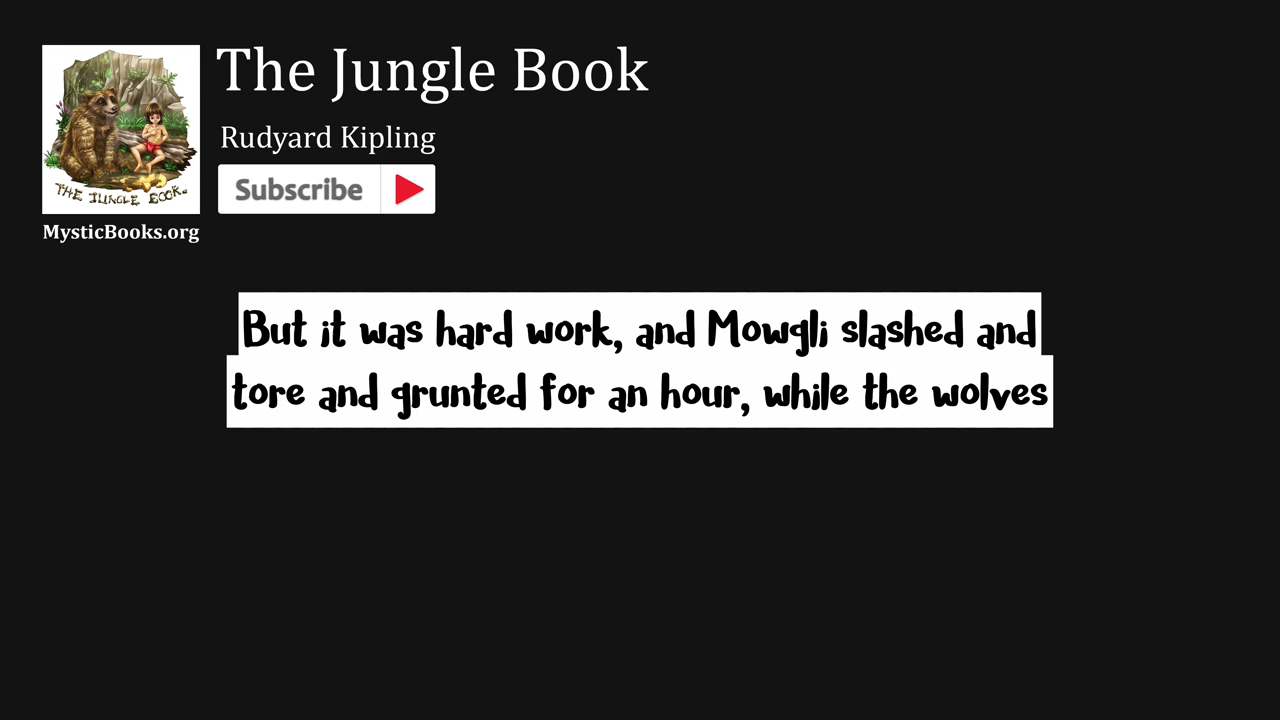 The Jungle Book
Rudyard Kipling
Subscribe
THE JUNGLE BOOK.
MysticBooks.org
But it was hard work, and Mowgli slashed and
tore and grunted for an hour, while the wolves